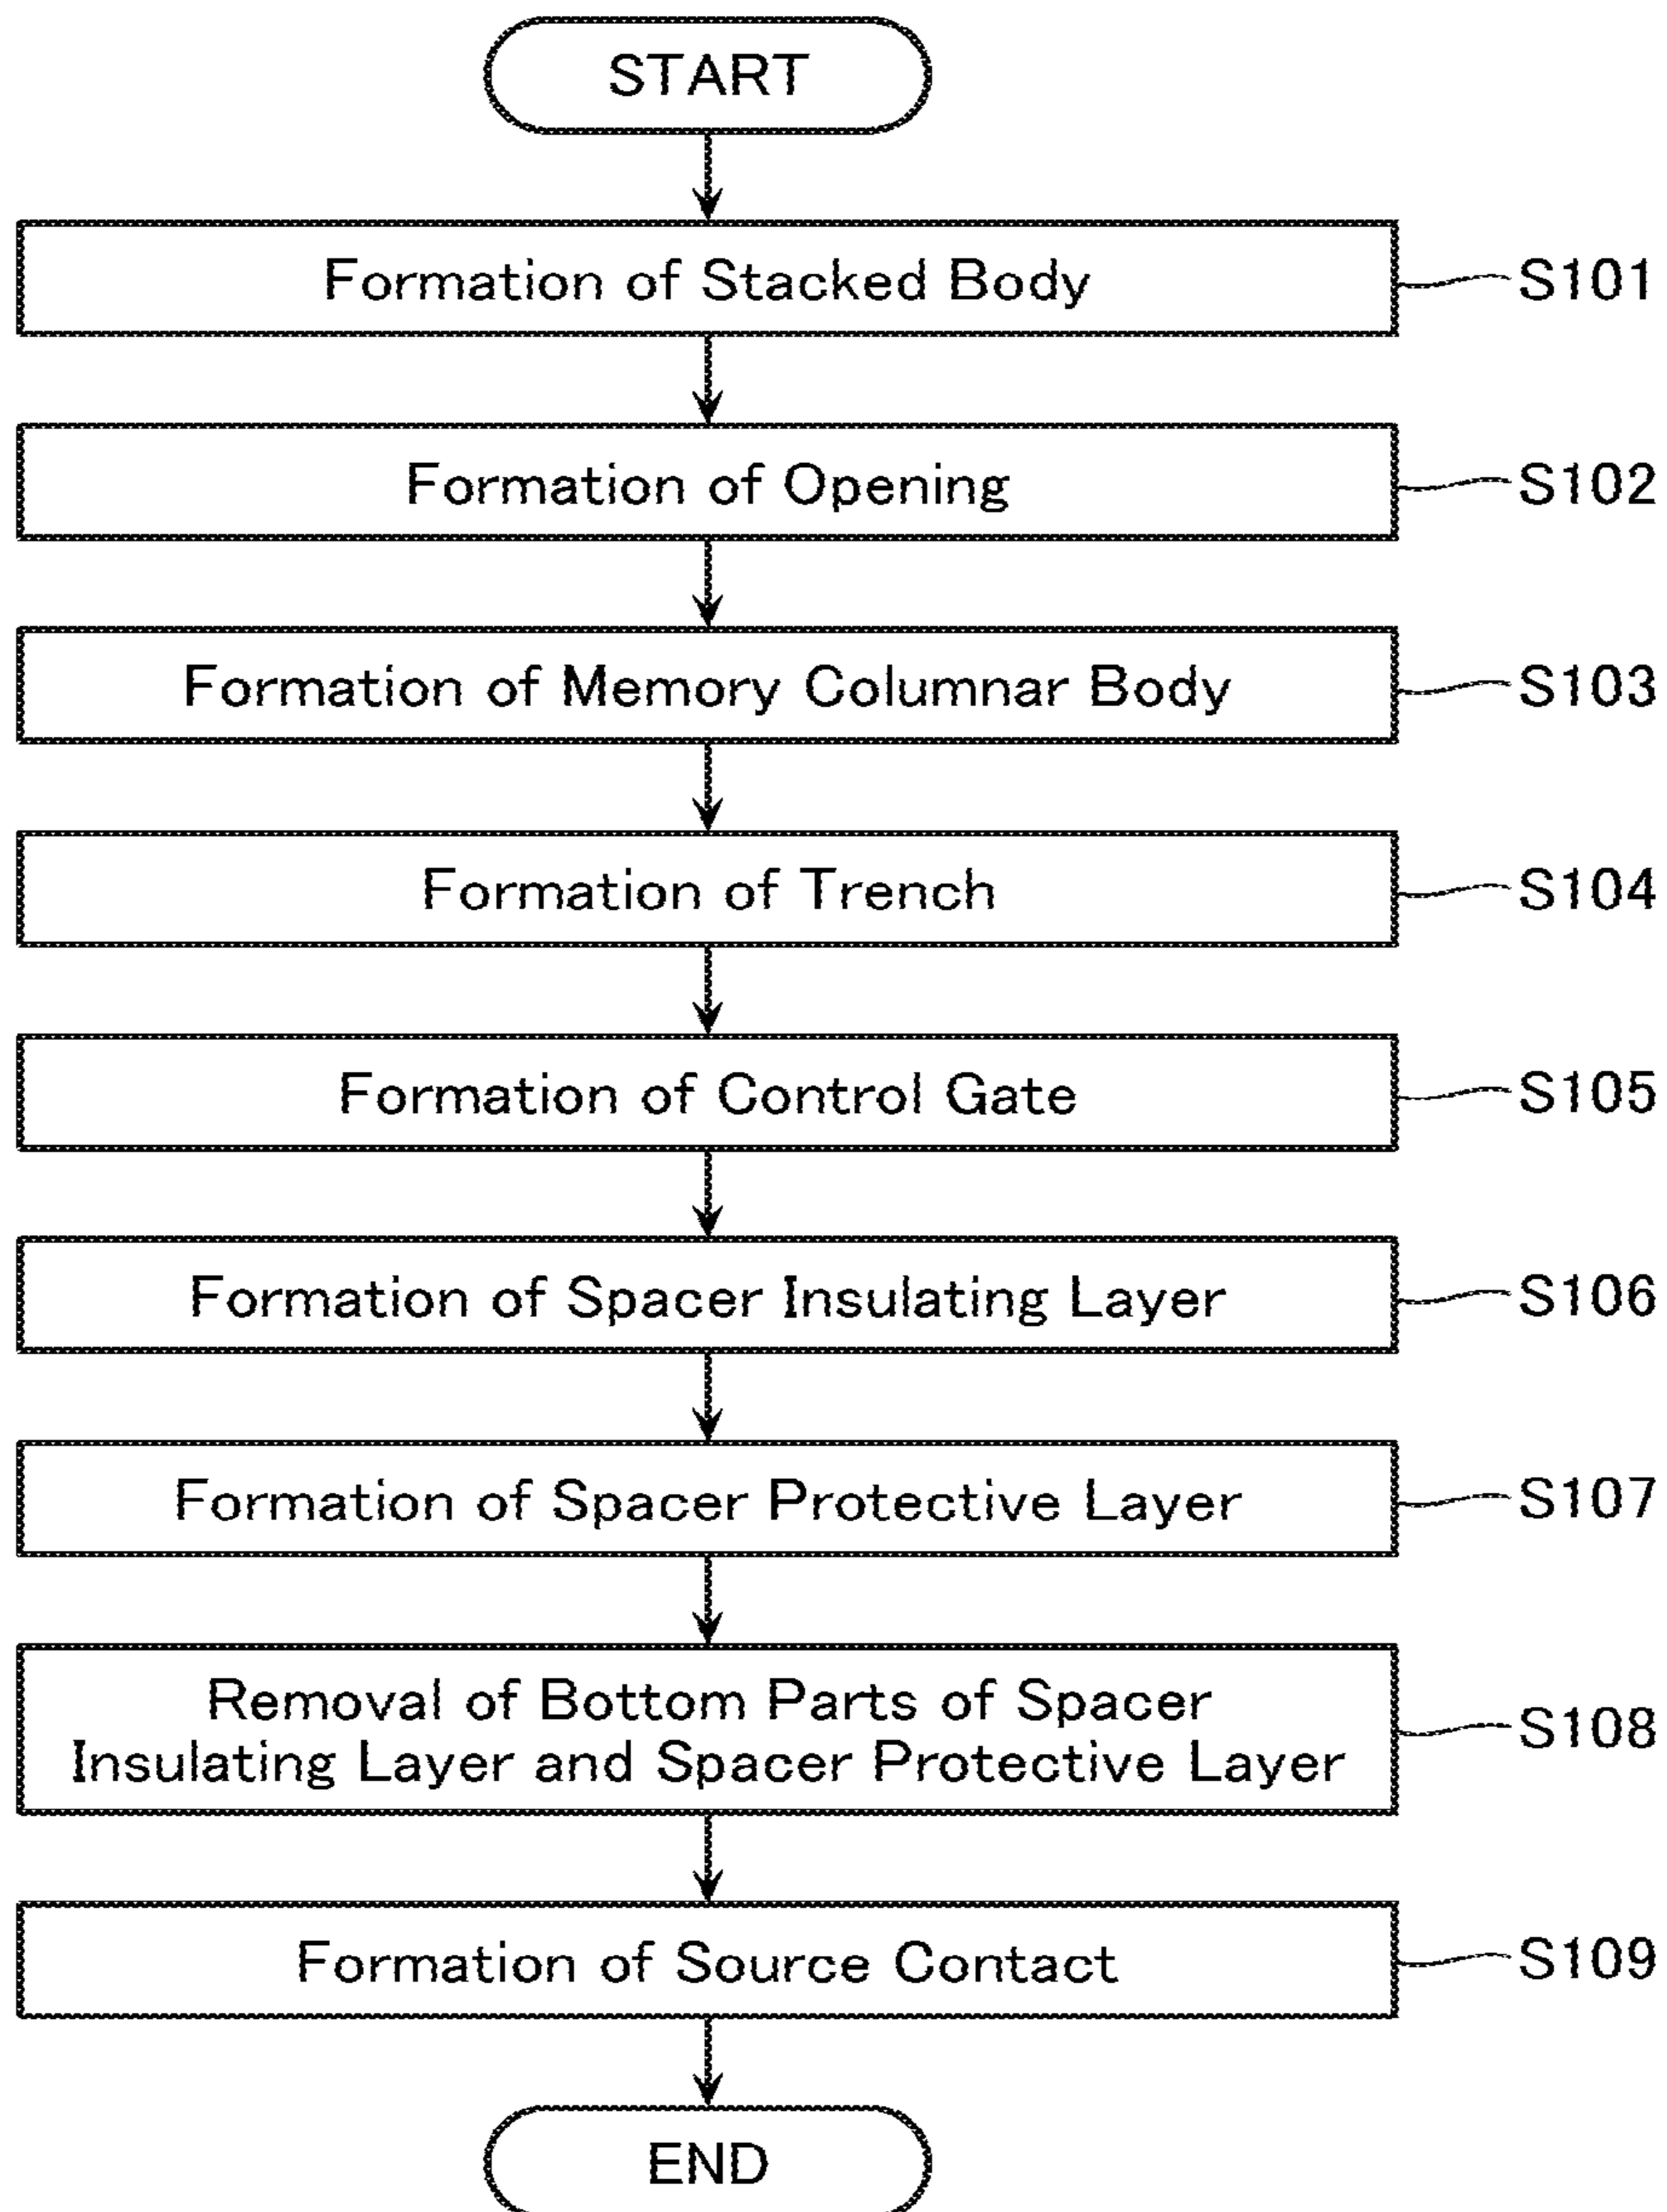 START
Formation of Stacked Body
S101
Formation of Opening
S102
Formation of Memory Columnar Body
S103
Formation of Trench
S104
Formation of Control Gate
S105
Formation of Spacer Insulating Layer
S106
Formation of Spacer Protective Layer
S107
Removal of Bottom Parts of Spacer
Insulating Layer and Spacer Protective Layer
S108
Formation of Source Contact
S109
END